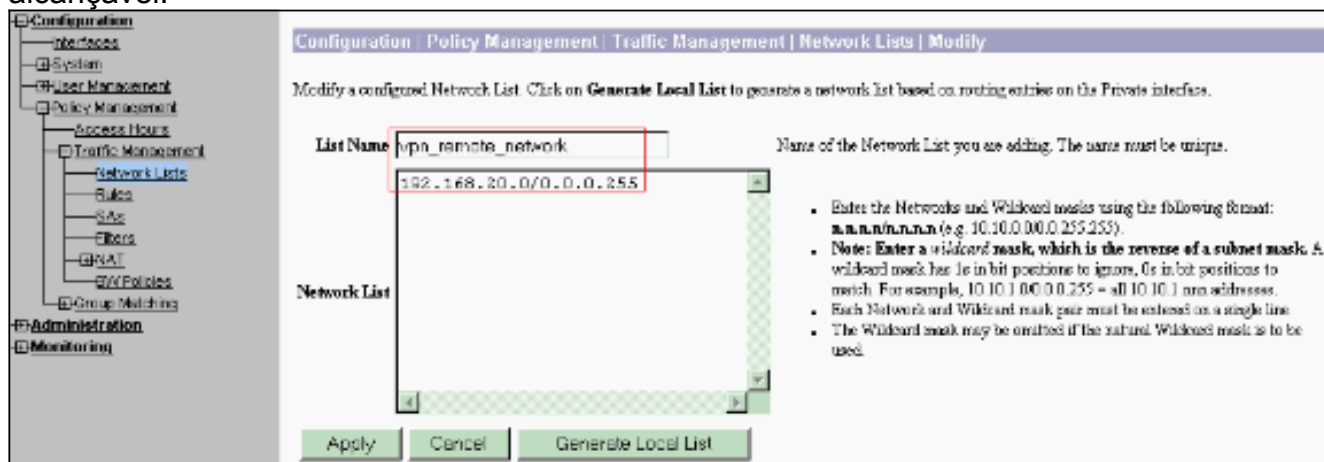 alcançável.
Configuration
Interfaces
System
User Management
Policy Management
Access Hours
Traffic Management
Network Lists
Rules
SAs
Filters
NAT
BW Policies
Group Matching
Administration
Monitoring
Configuration | Policy Management | Traffic Management | Network Lists | Modify
Modify a configured Network List. Click on Generate Local List to generate a network list based on routing entries on the Private interface.
List Name
vpn_remote_network
Name of the Network List you are adding. The name must be unique.
Network List
192.168.20.0/0.0.0.255
• Enter the Networks and Wildcard masks using the following format:
n.n.n.n/n.n.n.n (e.g. 10.10.0.0/0.0.255.255).
• Note: Enter a wildcard mask, which is the reverse of a subnet mask. A
wildcard mask has 1s in bit positions to ignore, 0s in bit positions to
match. For example, 10.10.1.0/0.0.0.255 = all 10.10.1.nnn addresses.
• Each Network and Wildcard mask pair must be entered on a single line.
• The Wildcard mask may be omitted if the natural Wildcard mask is to be
used.
Apply
Cancel
Generate Local List